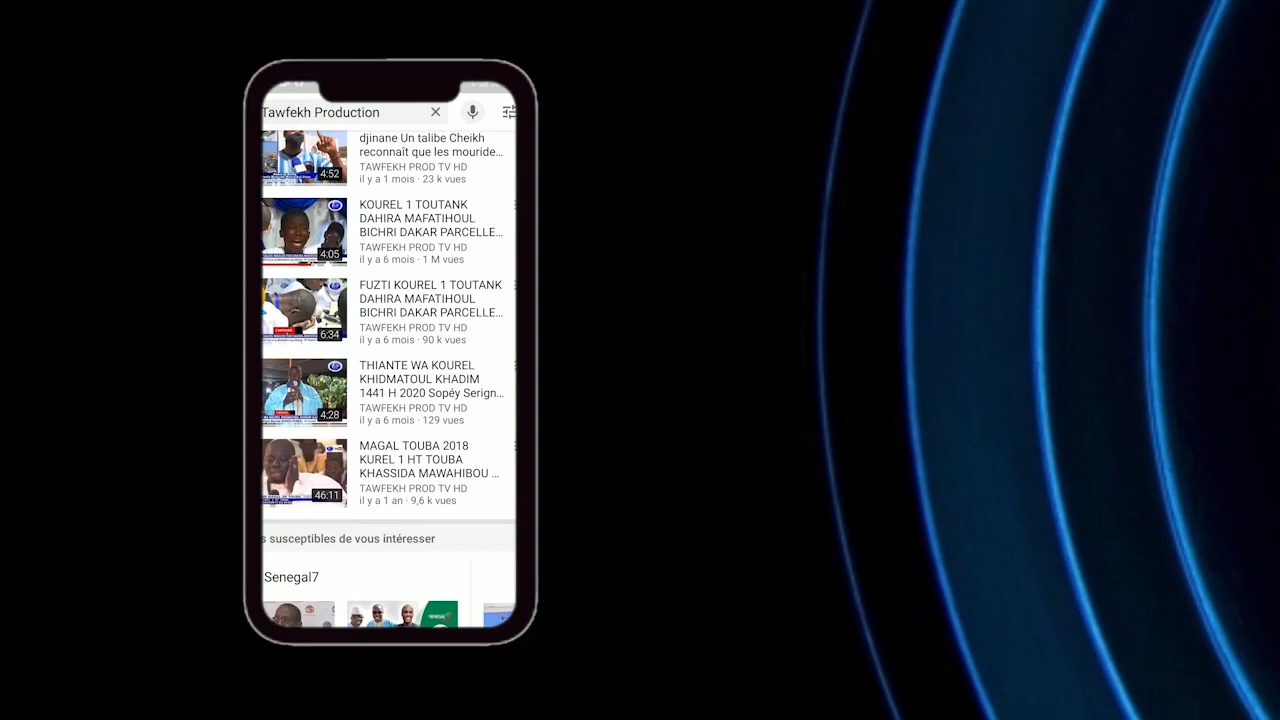 Tawfekh Production
djinane Un talibe Cheikh
reconnaît que les mouride...
TAWFEKH PROD TV HD
il y a 1 mois · 23 k vues
4:52
KOUREL 1 TOUTANK
DAHIRA MAFATIHOUL
BICHRI DAKAR PARCELLE...
TAWFEKH PROD TV HD
il y a 6 mois · 1 M vues
4:05
FUZTI KOUREL 1 TOUTANK
DAHIRA MAFATIHOUL
BICHRI DAKAR PARCELLE...
TAWFEKH PROD TV HD
il y a 6 mois · 90 k vues
6:34
THIANTE WA KOUREL
KHIDMATOUL KHADIM
1441 H 2020 Sopéy Serign...
TAWFEKH PROD TV HD
il y a 6 mois · 129 vues
4:28
MAGAL TOUBA 2018
KUREL 1 HT TOUBA
KHASSIDA MAWAHIBOU ...
TAWFEKH PROD TV HD
il y a 1 an · 9,6 k vues
46:11
s susceptibles de vous intéresser
Senegal7